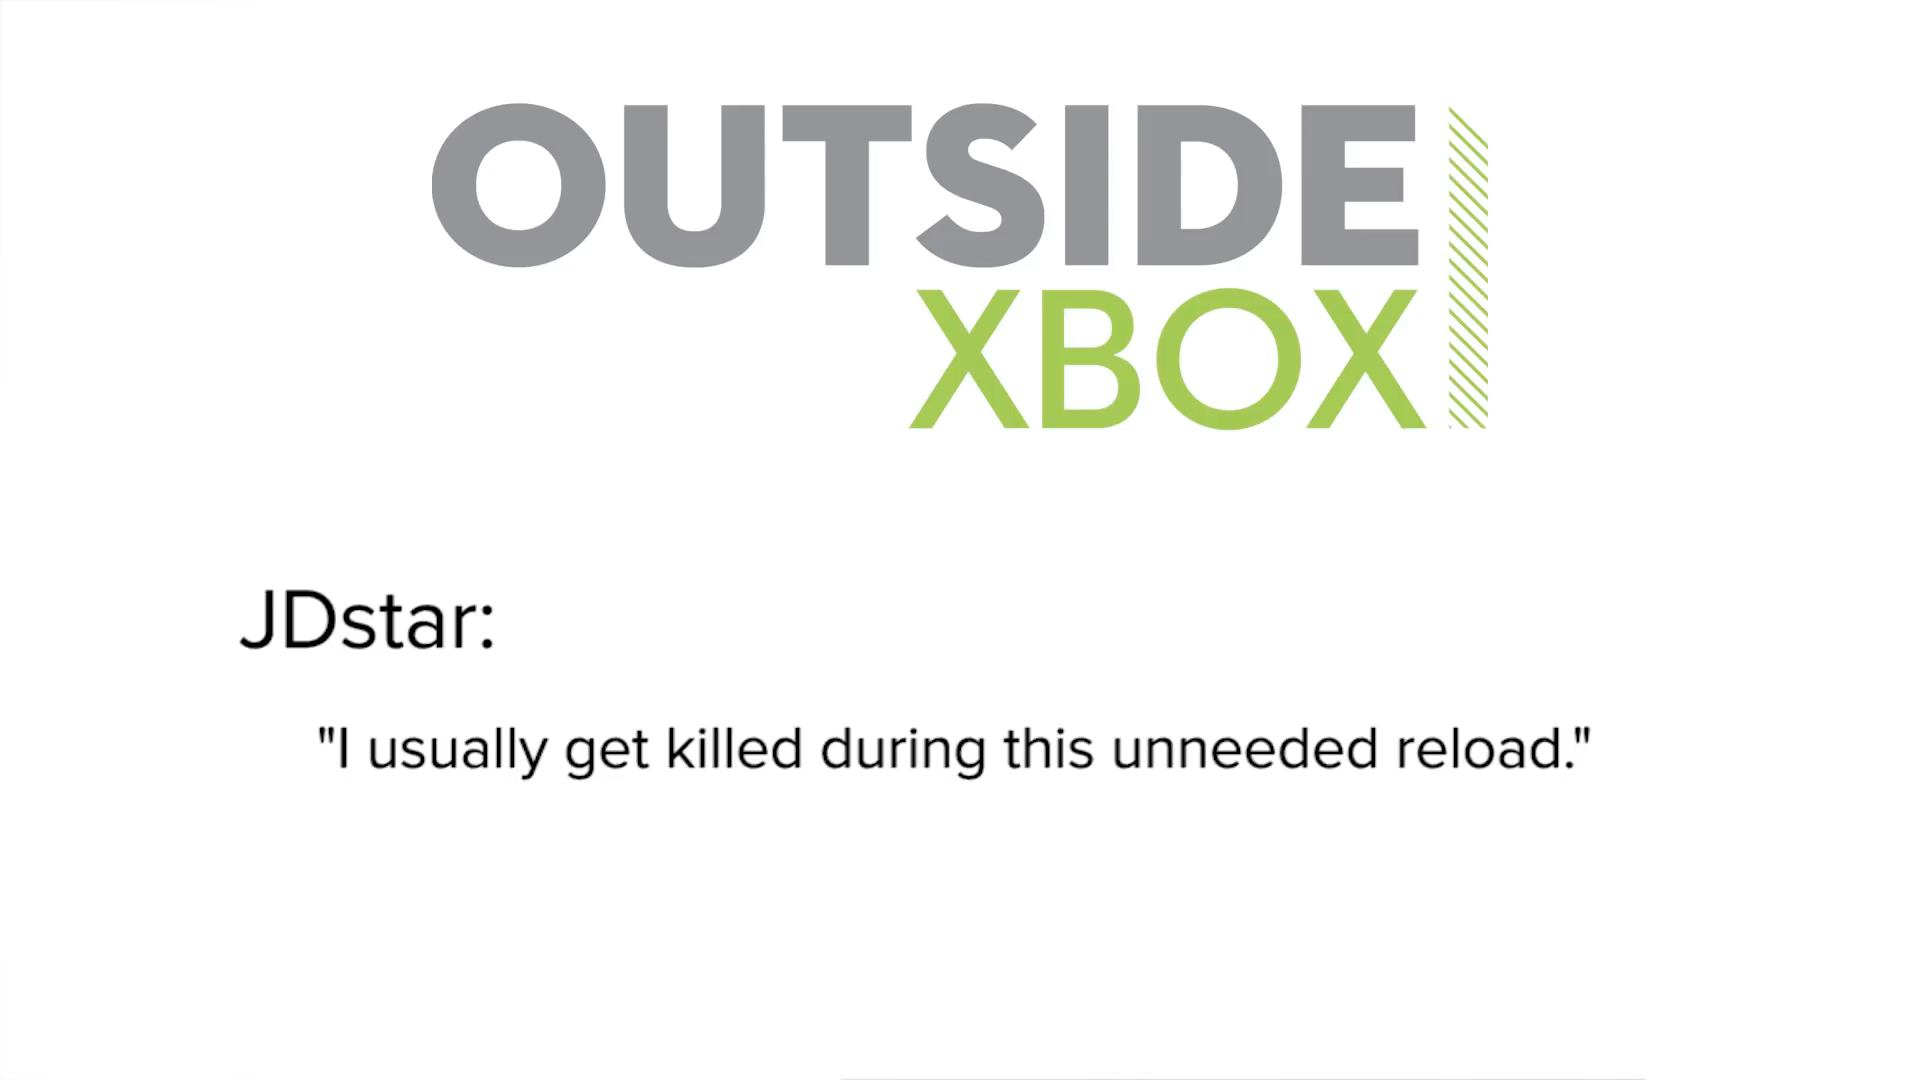 OUTSIDE
XBOX
JDstar:
"I usually get killed during this unneeded reload."